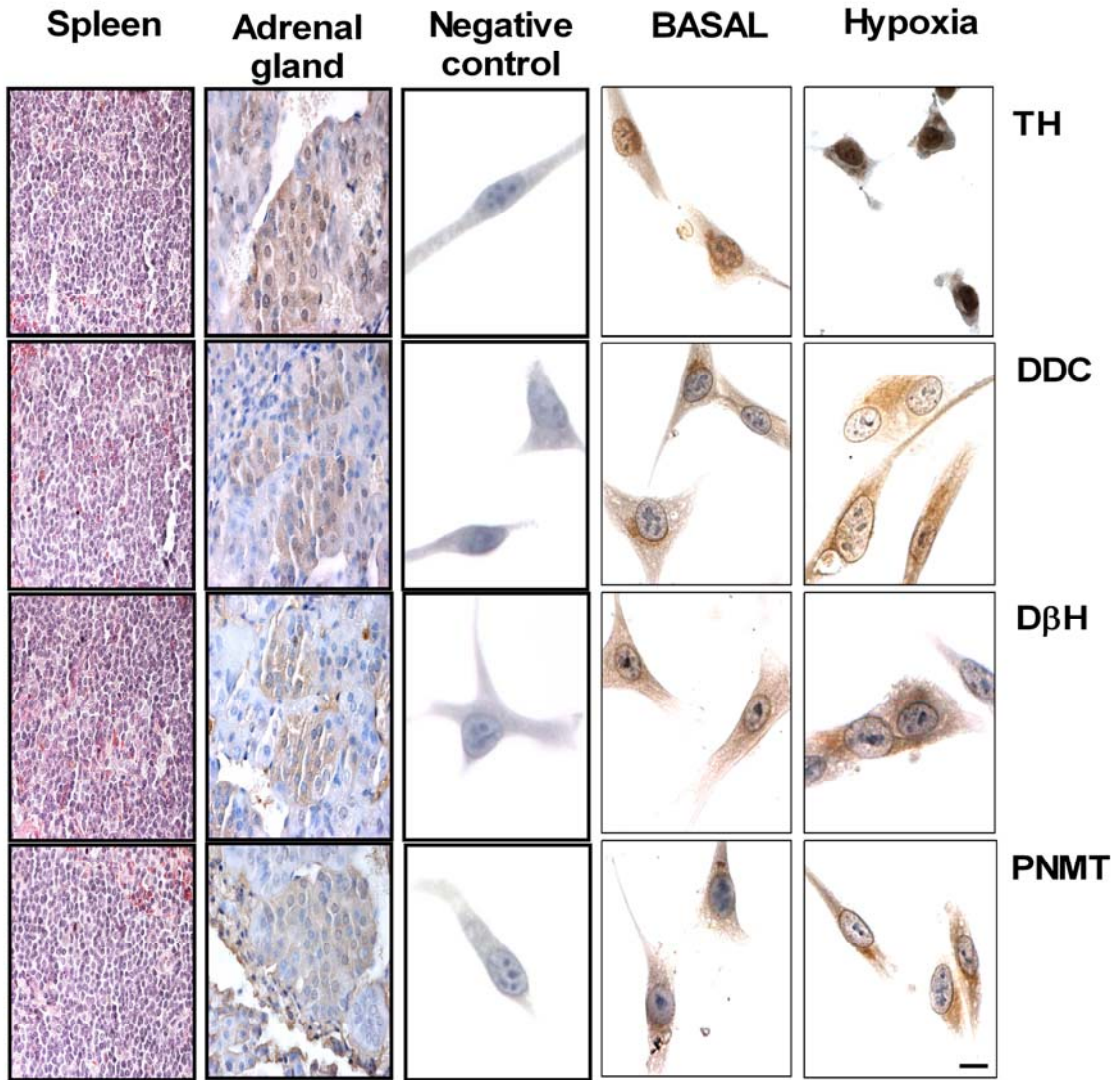 Spleen
Adrenal
gland
Negative
control
BASAL
Hypoxia
TH
DDC
DβH
PNMT